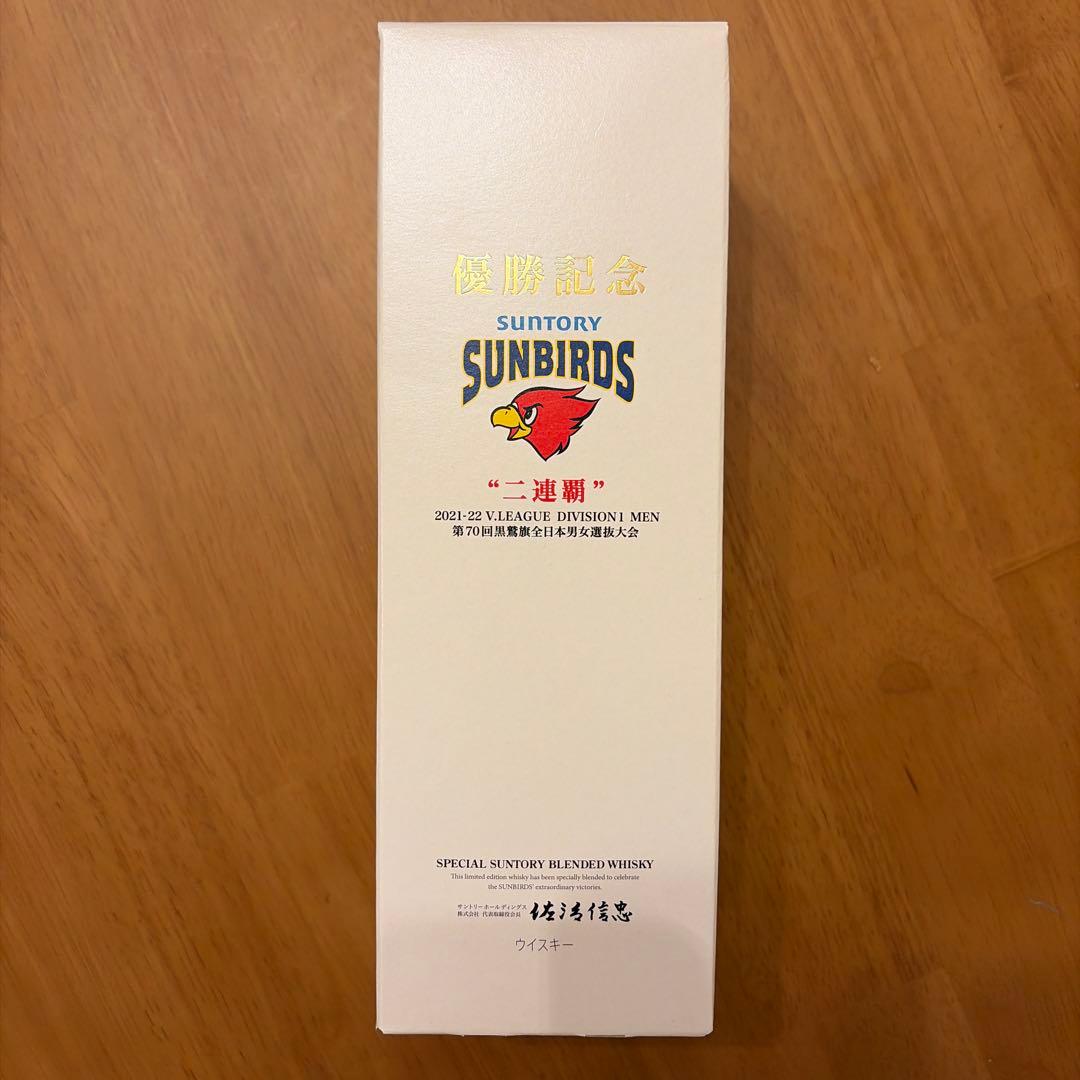 優勝記念
SUNTORY
SUNBIRDS
“二連覇”
2021-22 V.LEAGUE DIVISION1 MEN
第70回黒鷲旗全日本男女選抜大会
SPECIAL SUNTORY BLENDED WHISKY
This limited edition whisky has been specially blended to celebrate
the SUNBIRDS' extraordinary victories.
サントリーホールディングス
株式会社 代表取締役会長 佐治信忠
ウイスキー